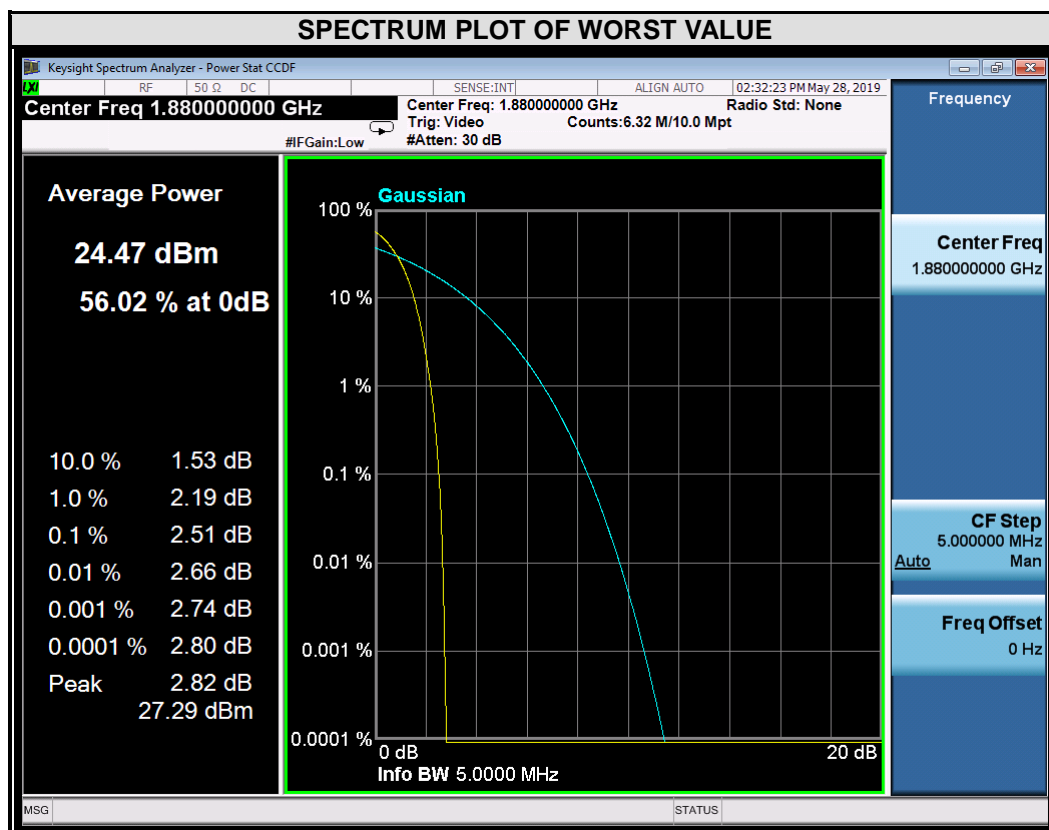 SPECTRUM PLOT OF WORST VALUE
Keysight Spectrum Analyzer - Power Stat CCDF
LXI RF 50 Ω DC SENSE:INT ALIGN AUTO 02:32:23 PM May 28, 2019
Center Freq 1.880000000 GHz
Center Freq: 1.880000000 GHz Radio Std: None
Trig: Video Counts:6.32 M/10.0 Mpt
#IFGain:Low #Atten: 30 dB
Frequency
Average Power
24.47 dBm
56.02 % at 0dB
10.0 % 1.53 dB
1.0 % 2.19 dB
0.1 % 2.51 dB
0.01 % 2.66 dB
0.001 % 2.74 dB
0.0001 % 2.80 dB
Peak 2.82 dB
27.29 dBm
Gaussian
100 %
10 %
1 %
0.1 %
0.01 %
0.001 %
0.0001 %
0 dB 20 dB
Info BW 5.0000 MHz
Center Freq
1.880000000 GHz
CF Step
5.000000 MHz
Auto Man
Freq Offset
0 Hz
MSG STATUS